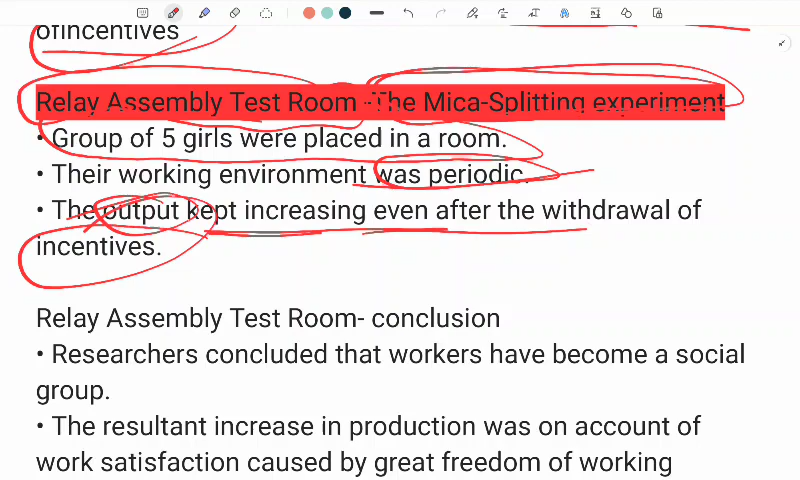 ofincentives
Relay Assembly Test Room -The Mica-Splitting experiment
• Group of 5 girls were placed in a room.
• Their working environment was periodic.
• The output kept increasing even after the withdrawal of
incentives.
Relay Assembly Test Room- conclusion
• Researchers concluded that workers have become a social
group.
• The resultant increase in production was on account of
work satisfaction caused by great freedom of working